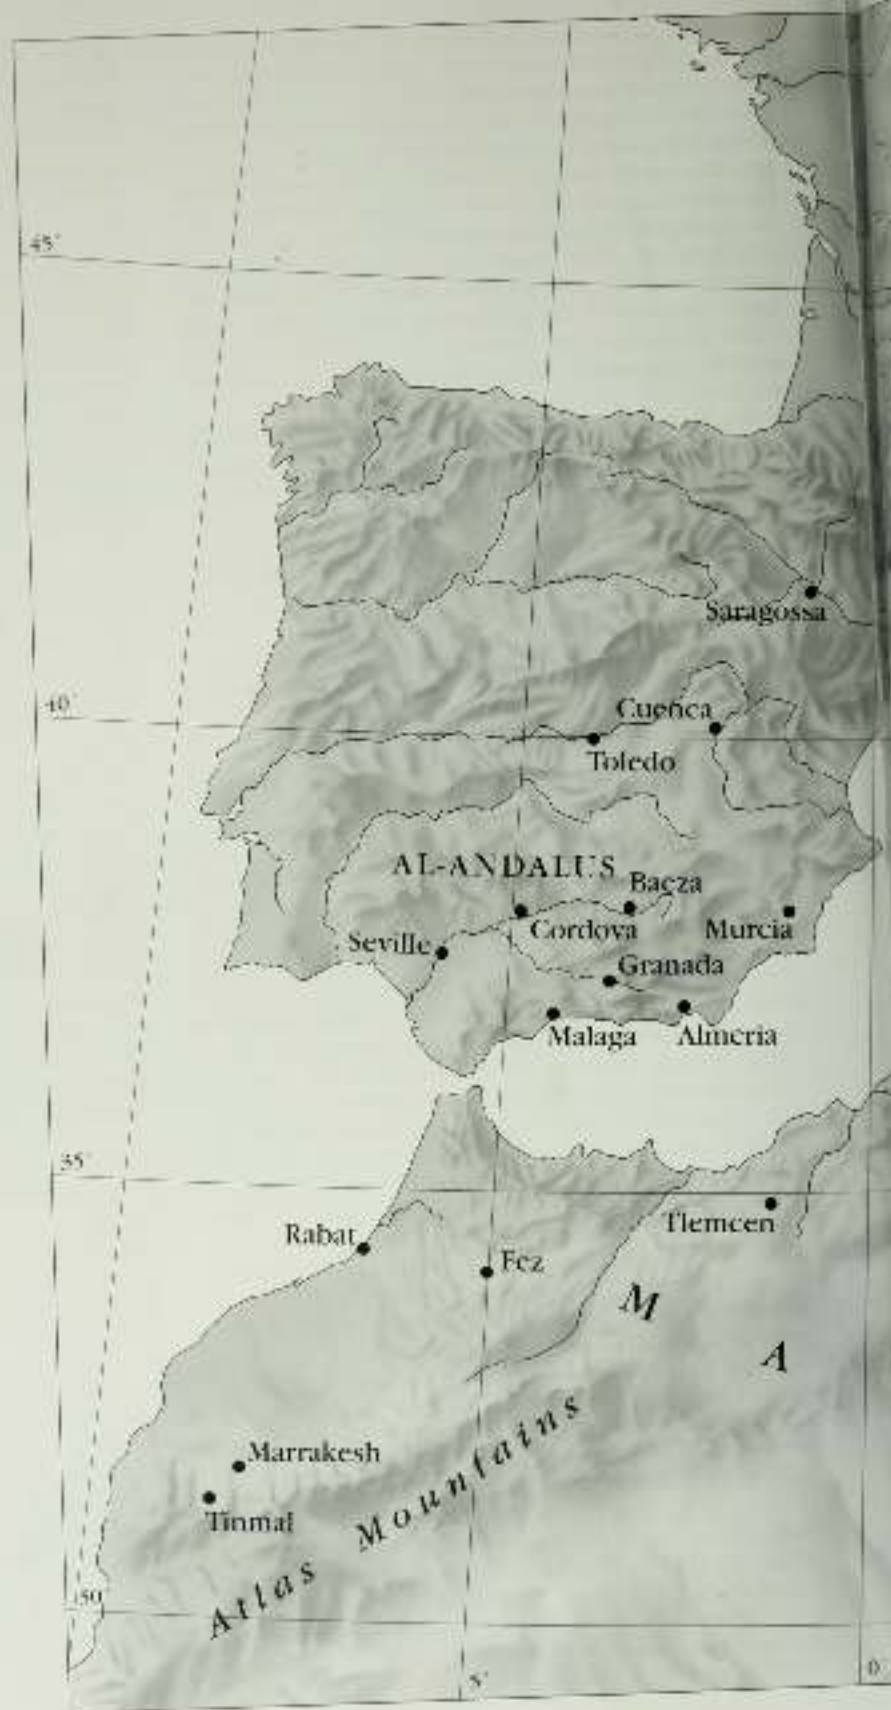 45°
Saragossa
40°
Cuenca
Toledo
AL-ANDALUS
Baeza
Cordova
Murcia
Seville
Granada
Malaga
Almeria
35°
Rabat
Tlemcen
Fez
M
A
Marrakesh
Tinmal
Atlas Mountains
30
5°
0